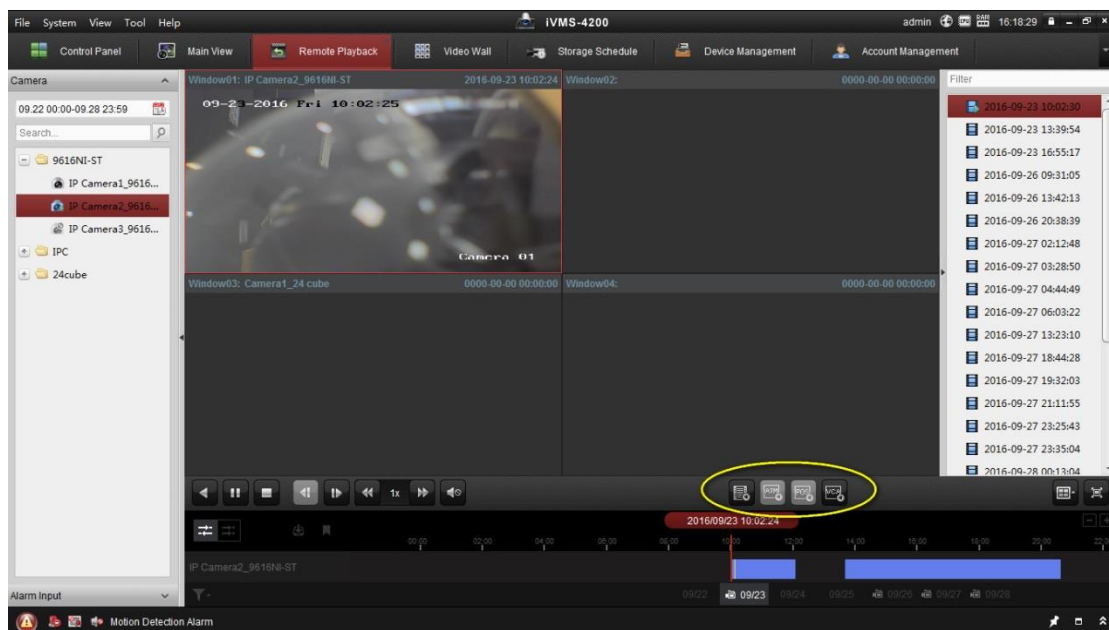 File System View Tool Help iVMS-4200 admin 16:18:29
Control Panel Main View Remote Playback Video Wall Storage Schedule Device Management Account Management
Camera
09.22 00:00-09.28 23:59
Search...
9616NI-ST
IP Camera1_9616...
IP Camera2_9616...
IP Camera3_9616...
IPC
24cube
Alarm Input
Window01: IP Camera2_9616NI-ST 2016-09-23 10:02:24
09-23-2016 Fri 10:02:25
Camera 01
Window02: 0000-00-00 00:00:00
Window03: Camera1_24 cube 0000-00-00 00:00:00
Window04: 0000-00-00 00:00:00
Filter
2016-09-23 10:02:30
2016-09-23 13:39:54
2016-09-23 16:55:17
2016-09-26 09:31:05
2016-09-26 13:42:13
2016-09-26 20:38:39
2016-09-27 02:12:48
2016-09-27 03:28:50
2016-09-27 04:44:49
2016-09-27 06:03:22
2016-09-27 13:23:10
2016-09-27 18:44:28
2016-09-27 19:32:03
2016-09-27 21:11:55
2016-09-27 23:25:43
2016-09-27 23:35:04
2016-09-28 00:13:04
1x ATM POS VCA
2016/09/23 10:02:24
00:00 02:00 04:00 06:00 08:00 10:00 12:00 14:00 16:00 18:00 20:00 22:0
IP Camera2_9616NI-ST
09/22 09/23 09/24 09/25 09/26 09/27 09/28
Motion Detection Alarm